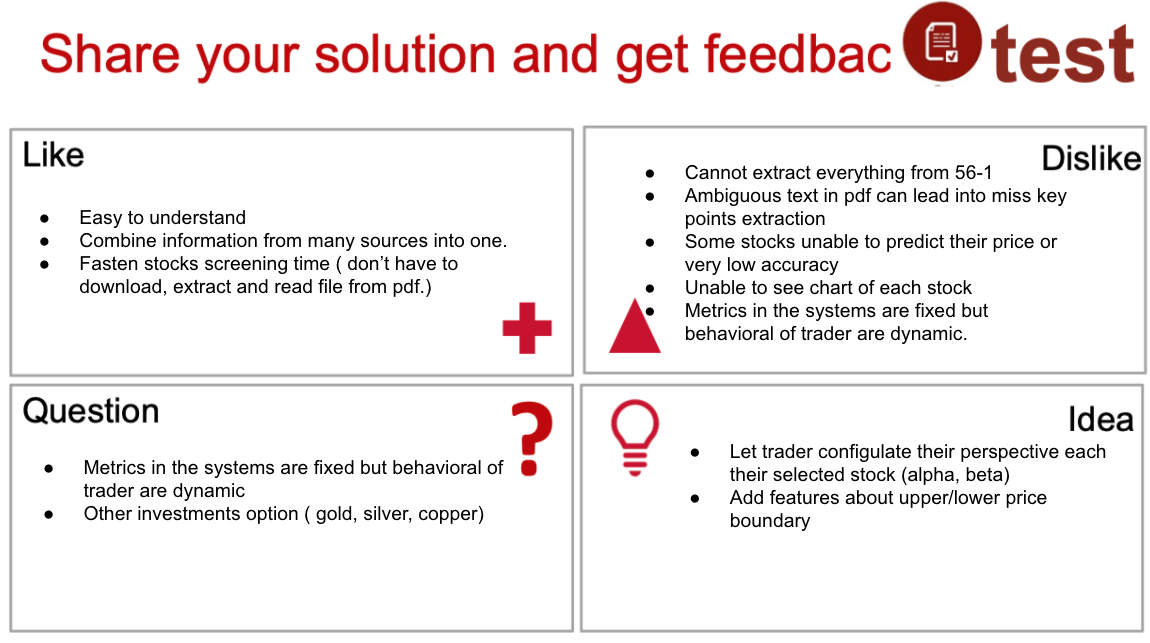 Share your solution and get feedbac
test
Like
● Easy to understand
● Combine information from many sources into one.
● Fasten stocks screening time ( don’t have to
download, extract and read file from pdf.)
Dislike
● Cannot extract everything from 56-1
● Ambiguous text in pdf can lead into miss key
points extraction
● Some stocks unable to predict their price or
very low accuracy
● Unable to see chart of each stock
● Metrics in the systems are fixed but
behavioral of trader are dynamic.
Question
?
● Metrics in the systems are fixed but behavioral of
trader are dynamic
● Other investments option ( gold, silver, copper)
Idea
● Let trader configulate their perspective each
their selected stock (alpha, beta)
● Add features about upper/lower price
boundary